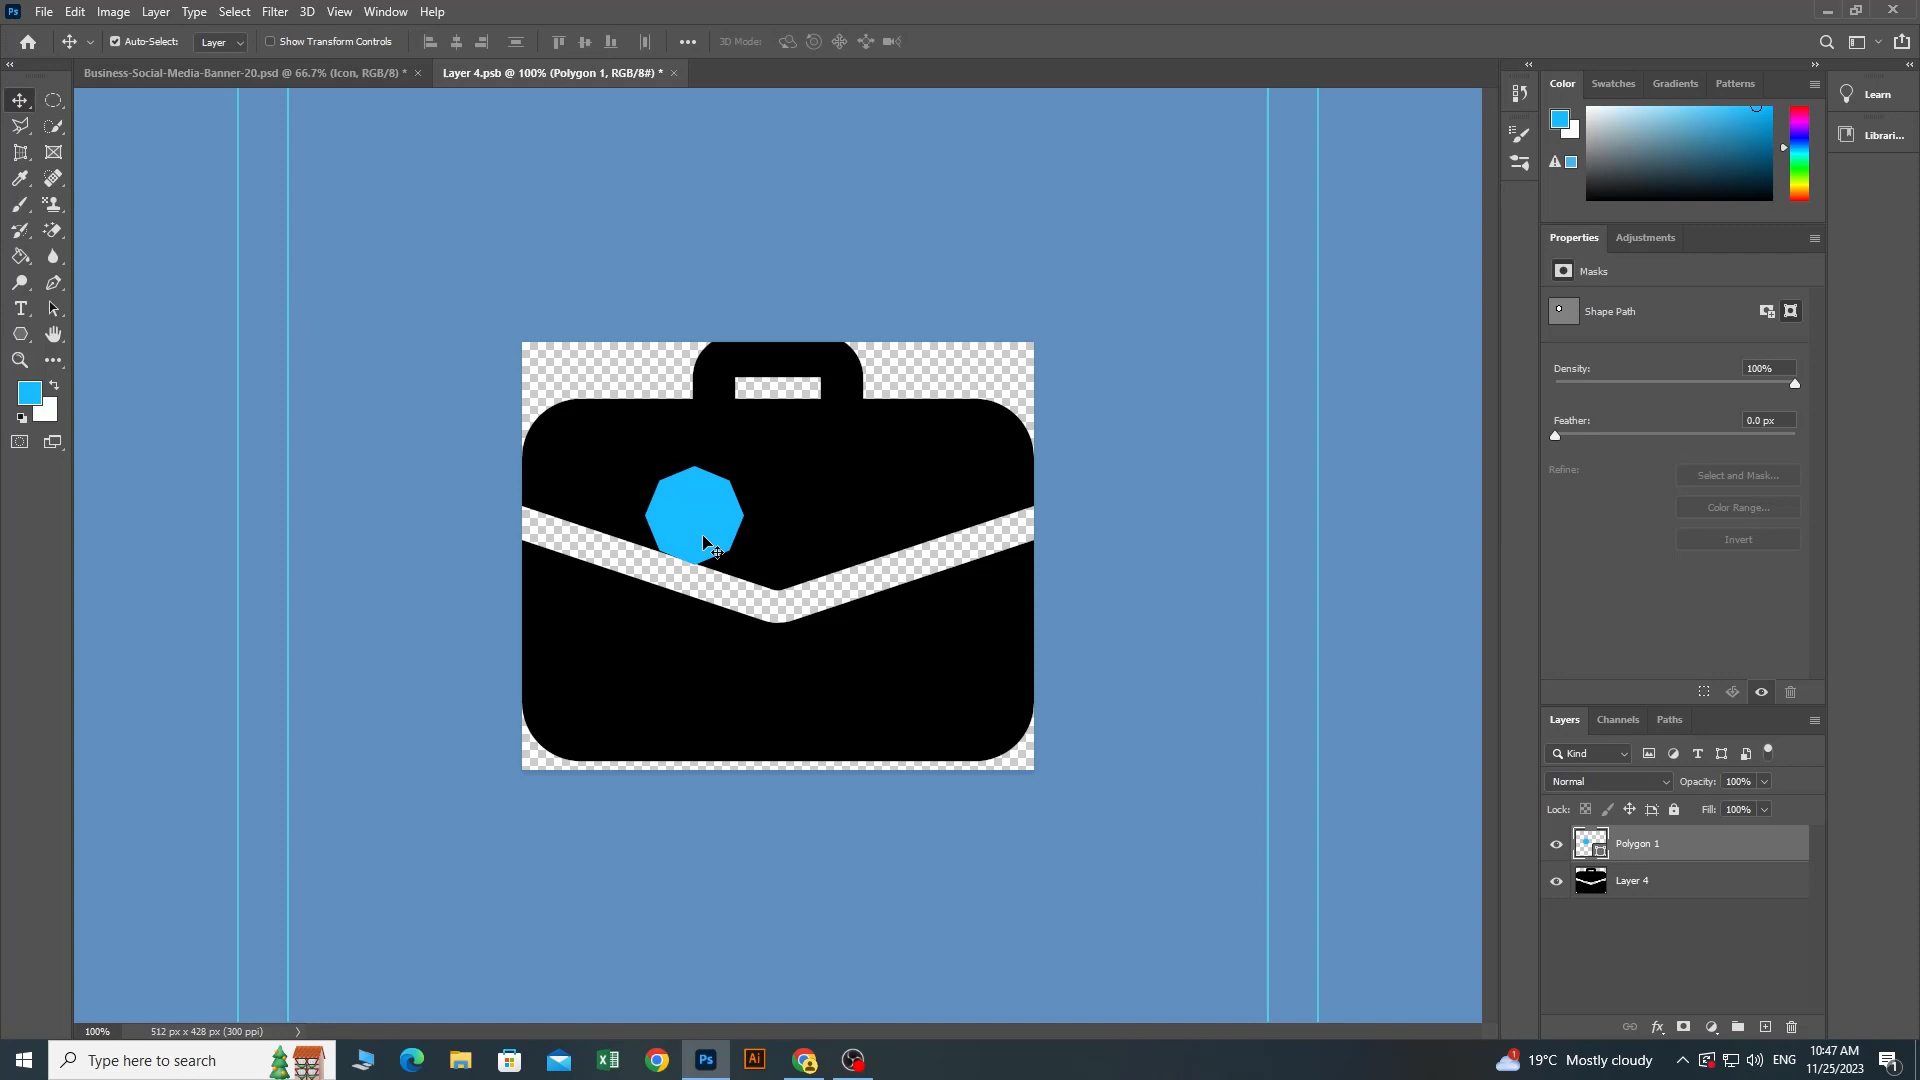 Ps File Edit Image Layer Type Select Filter 3D View Window Help
Auto-Select: Layer Show Transform Controls 3D Mode:
Business-Social-Media-Banner-20.psd @ 66.7% (Icon, RGB/8) * × Layer 4.psb @ 100% (Polygon 1, RGB/8#) * ×
Color Swatches Gradients Patterns
Learn
Librari...
Properties Adjustments
Masks
Shape Path
Density: 100%
Feather: 0.0 px
Refine: Select and Mask...
Color Range...
Invert
Layers Channels Paths
Kind
Normal Opacity: 100%
Lock: Fill: 100%
Polygon 1
Layer 4
100% 512 px x 428 px (300 ppi)
Type here to search
Ps Ai
1 19°C Mostly cloudy ENG 10:47 AM
11/25/2023 1